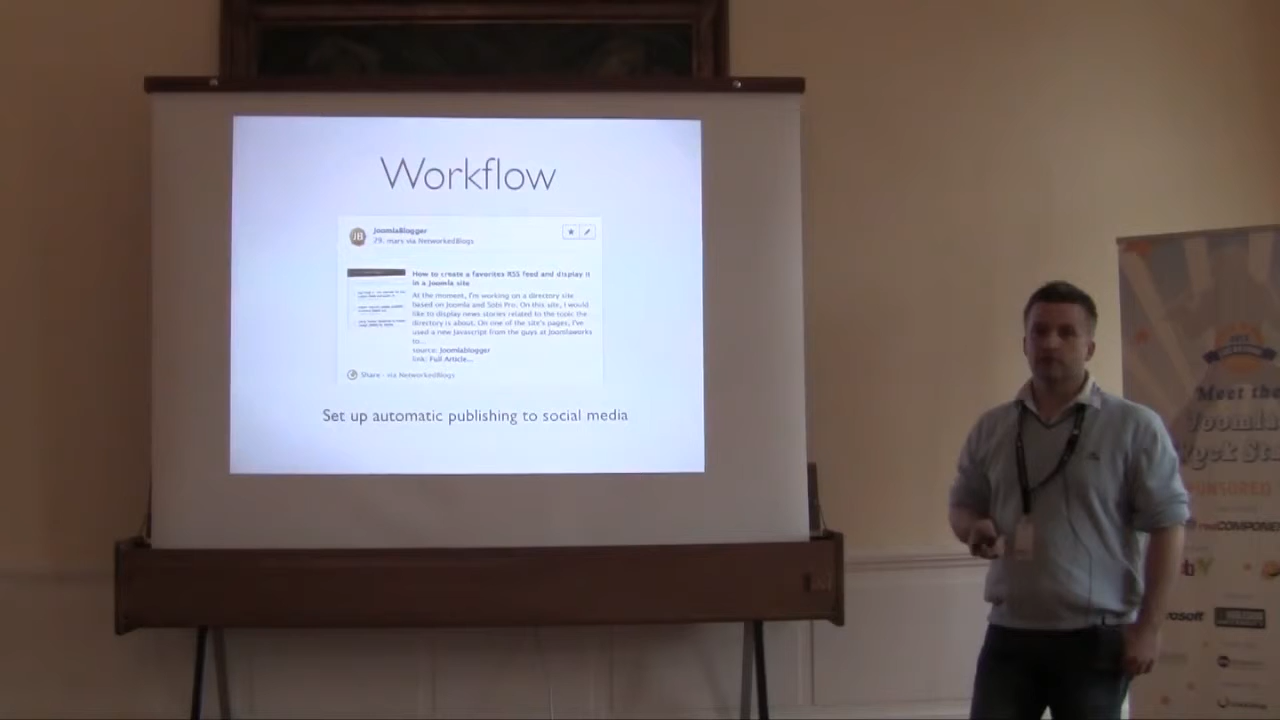 Workflow
JB
JoomlaBlogger
29. mars via NetworkedBlogs
How to create a favorites RSS feed and display it
in a Joomla site
At the moment, I'm working on a directory site
based on Joomla and Sobi Pro. On this site, I would
like to display news stories related to the topic the
directory is about. On one of the site's pages, I've
used a new Javascript from the guys at Joomlaworks
to...
source: Joomlablogger
link: Full Article...
Share · via NetworkedBlogs
Set up automatic publishing to social media
Meet the
Joomla
redCOMPONE
osoft